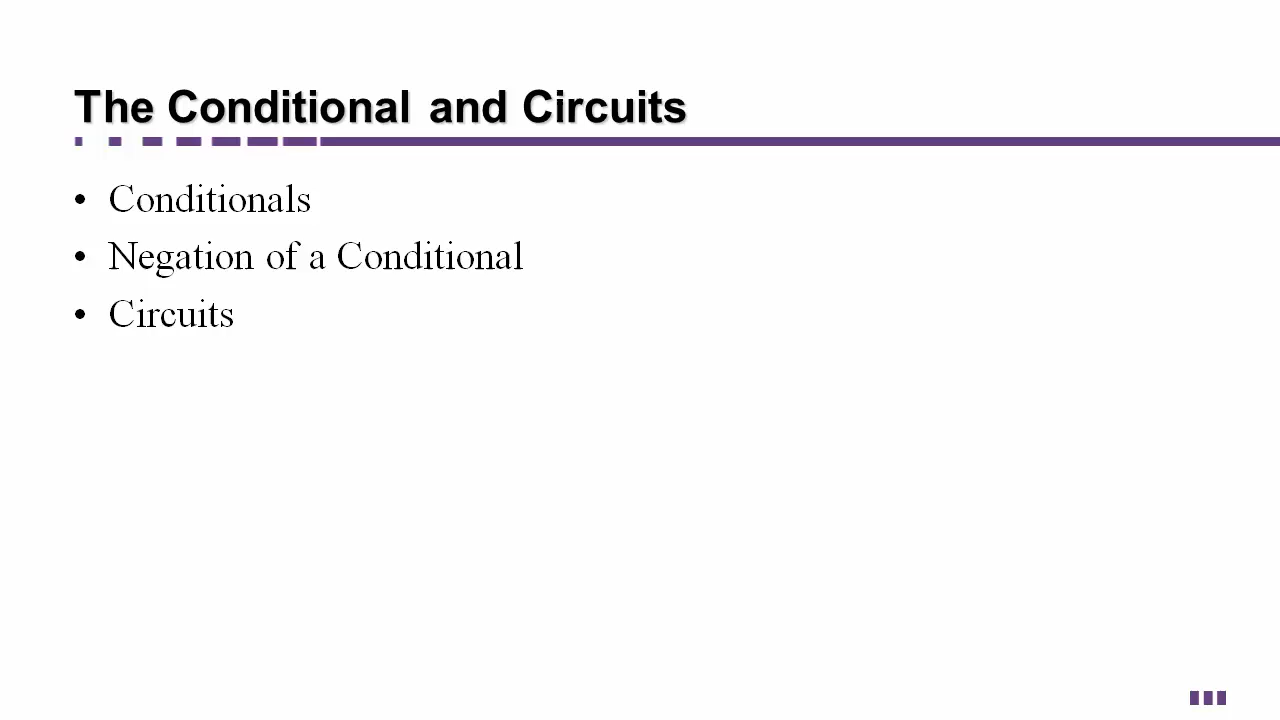 The Conditional and Circuits
• Conditionals
• Negation of a Conditional
• Circuits